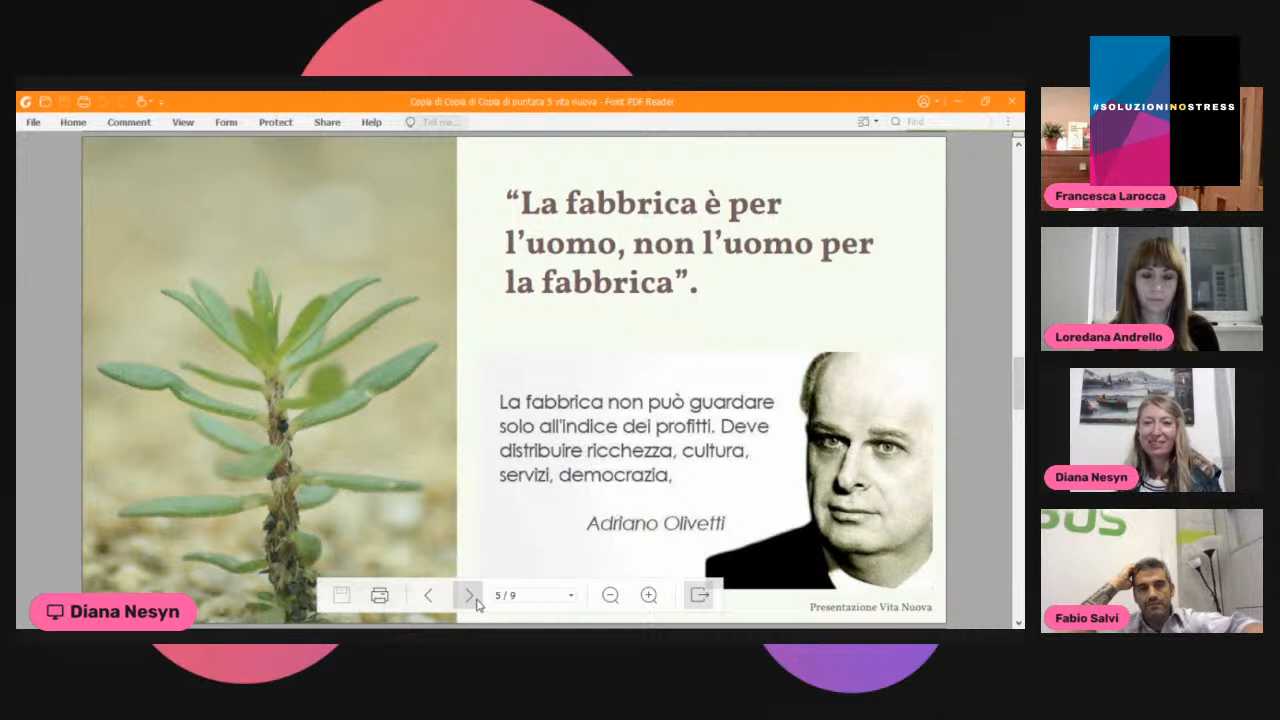 Copia di Copia di Copia di puntata 5 vita nuova - Foxit PDF Reader
File Home Comment View Form Protect Share Help Tell me... Find
“La fabbrica è per
l’uomo, non l’uomo per
la fabbrica”.
La fabbrica non può guardare
solo all'indice dei profitti. Deve
distribuire ricchezza, cultura,
servizi, democrazia,
Adriano Olivetti
5 / 9
Presentazione Vita Nuova
Diana Nesyn
#SOLUZIONINOSTRESS
Francesca Larocca
Loredana Andrello
Diana Nesyn
Fabio Salvi